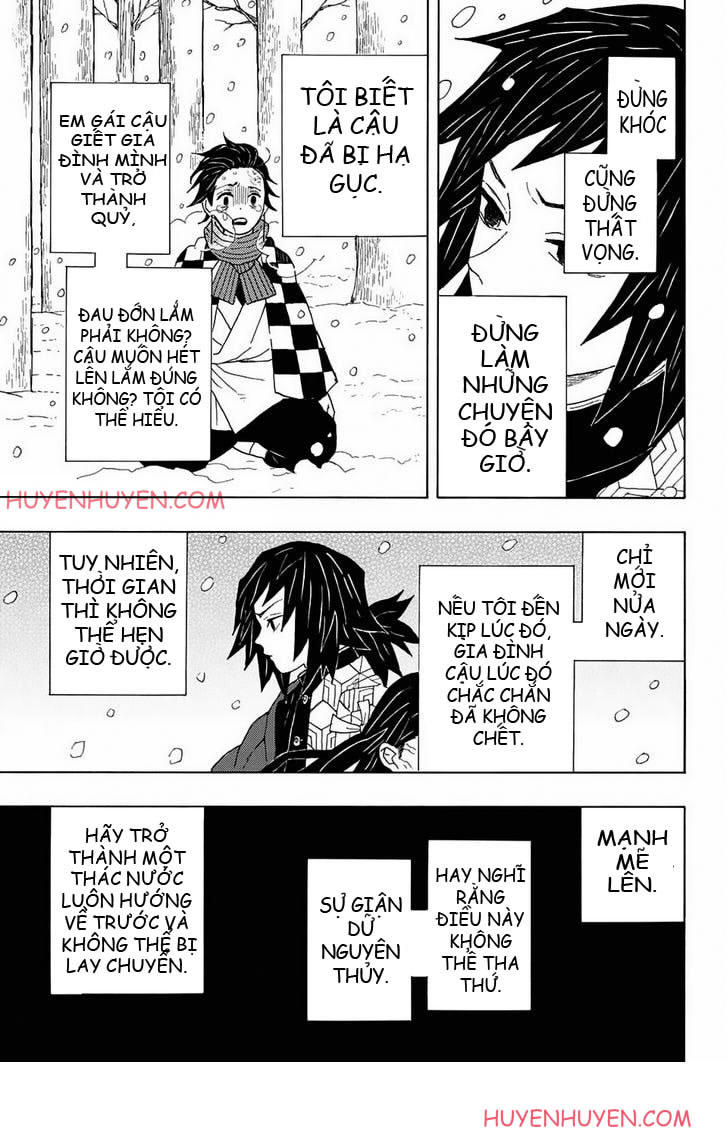 ĐỪNG
KHÓC
CŨNG
ĐỪNG
THẤT
VỌNG.
ĐỪNG
LÀM
NHỮNG
CHUYỆN
ĐÓ BÂY
GIỜ.
TÔI BIẾT
LÀ CẬU
ĐÃ BỊ HẠ
GỤC.
EM GÁI CẬU
GIẾT GIA
ĐÌNH MÌNH
VÀ TRỞ
THÀNH
QUỶ,
ĐAU ĐỚN LẮM
PHẢI KHÔNG?
CẬU MUỐN HÉT
LÊN LẮM ĐÚNG
KHÔNG? TÔI CÓ
THỂ HIỂU.
HUYENHUYEN.COM
CHỈ MỚI
NỬA
NGÀY.
NẾU TÔI ĐẾN
KỊP LÚC ĐÓ,
GIA ĐÌNH
CẬU LÚC ĐÓ
CHẮC CHẮN
ĐÃ KHÔNG
CHẾT.
TUY NHIÊN,
THỜI GIAN
THÌ KHÔNG
THỂ HẸN
GIỜ ĐƯỢC.
MẠNH
MẼ
LÊN.
HAY NGHĨ
RẰNG
ĐIỀU NÀY
KHÔNG
THỂ THA
THỨ.
SỰ GIẬN
DỮ
NGUYÊN
THỦY.
HÃY TRỞ
THÀNH MỘT
THÁC NƯỚC
LUÔN HƯỚNG
VỀ TRƯỚC VÀ
KHÔNG THỂ BỊ
LAY CHUYỂN.
HUYENHUYEN.COM